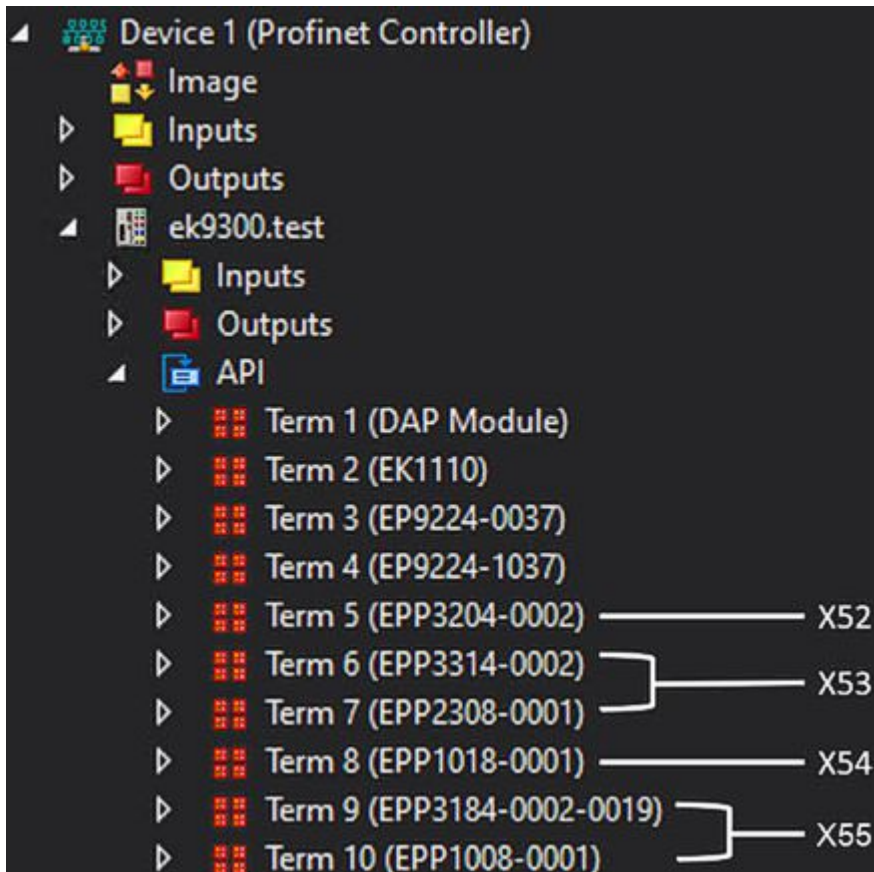 Device 1 (Profinet Controller)
Image
Inputs
Outputs
ek9300.test
Inputs
Outputs
API
Term 1 (DAP Module)
Term 2 (EK1110)
Term 3 (EP9224-0037)
Term 4 (EP9224-1037)
Term 5 (EPP3204-0002) X52
Term 6 (EPP3314-0002)
X53
Term 7 (EPP2308-0001)
Term 8 (EPP1018-0001) X54
Term 9 (EPP3184-0002-0019)
X55
Term 10 (EPP1008-0001)